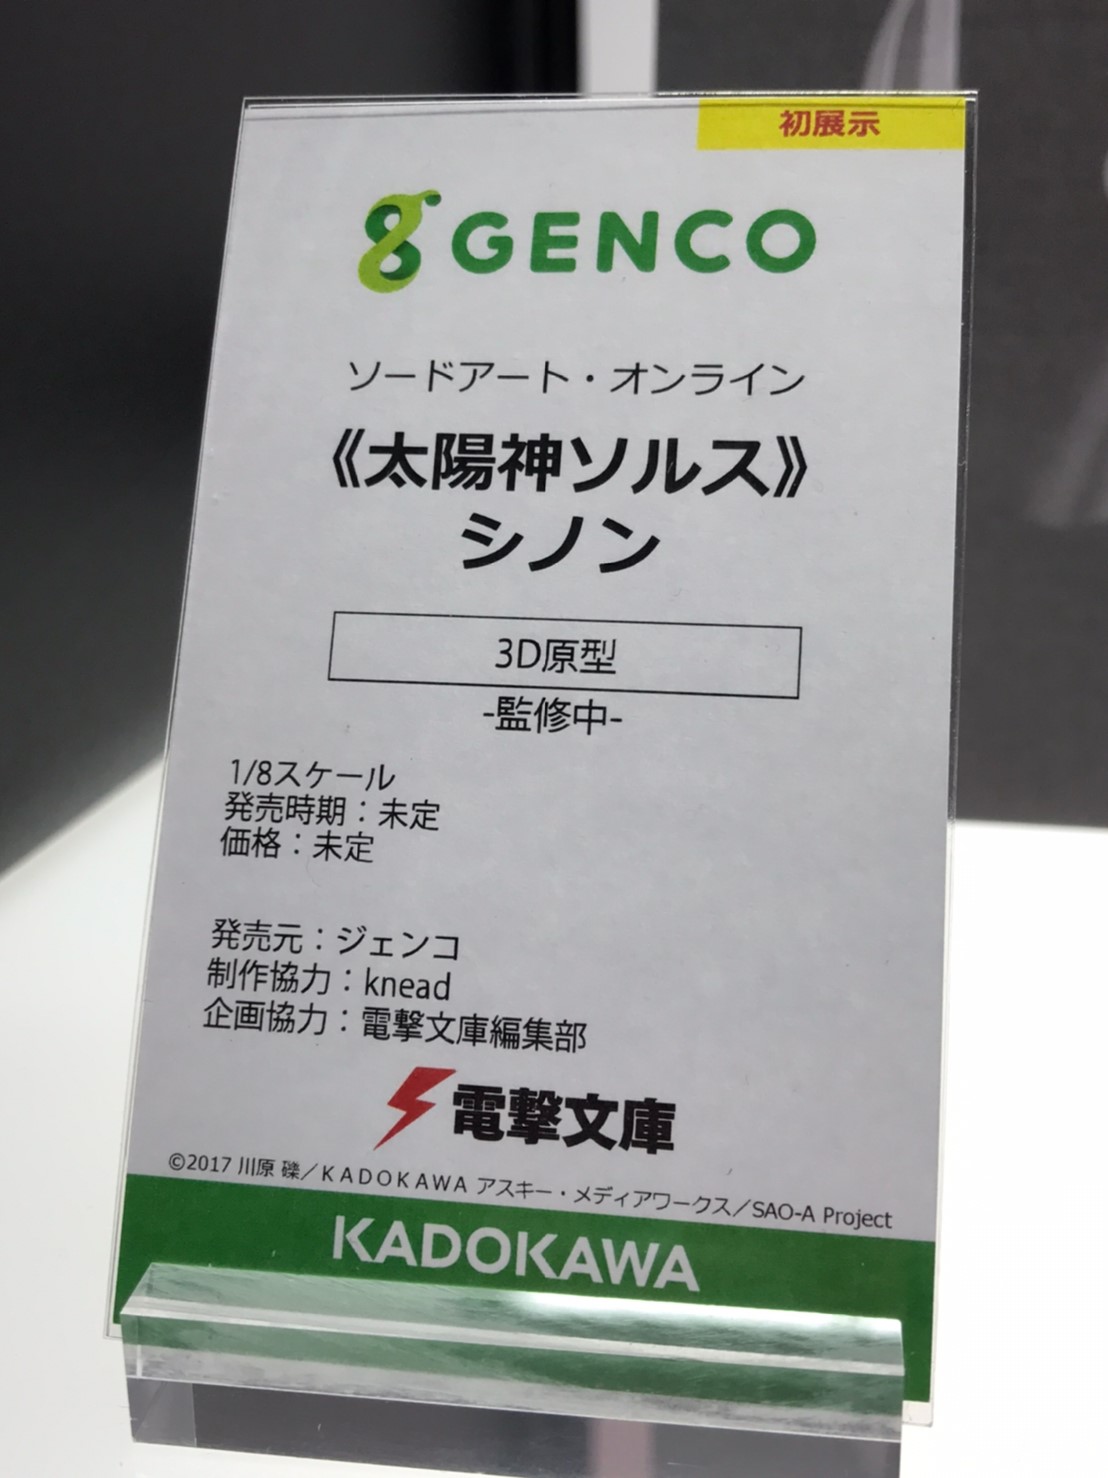 初展示
GENCO
ソードアート・オンライン
《太陽神ソルス》
シノン
3D原型
-監修中-
1/8スケール
発売時期：未定
価格：未定
発売元：ジェンコ
制作協力：knead
企画協力：電撃文庫編集部
電撃文庫
©2017 川原 礫／KADOKAWA アスキー・メディアワークス／SAO-A Project
KADOKAWA